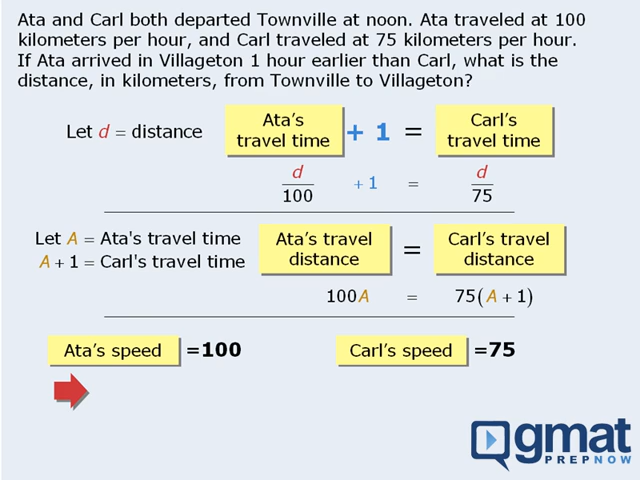 Ata and Carl both departed Townville at noon. Ata traveled at 100
kilometers per hour, and Carl traveled at 75 kilometers per hour.
If Ata arrived in Villageton 1 hour earlier than Carl, what is the
distance, in kilometers, from Townville to Villageton?
Let d = distance
Ata's travel time + 1 = Carl's travel time
d/100 + 1 = d/75
Let A = Ata's travel time
A + 1 = Carl's travel time
Ata's travel distance = Carl's travel distance
100A = 75(A + 1)
Ata's speed =100
Carl's speed =75
gmat
PREPNOW